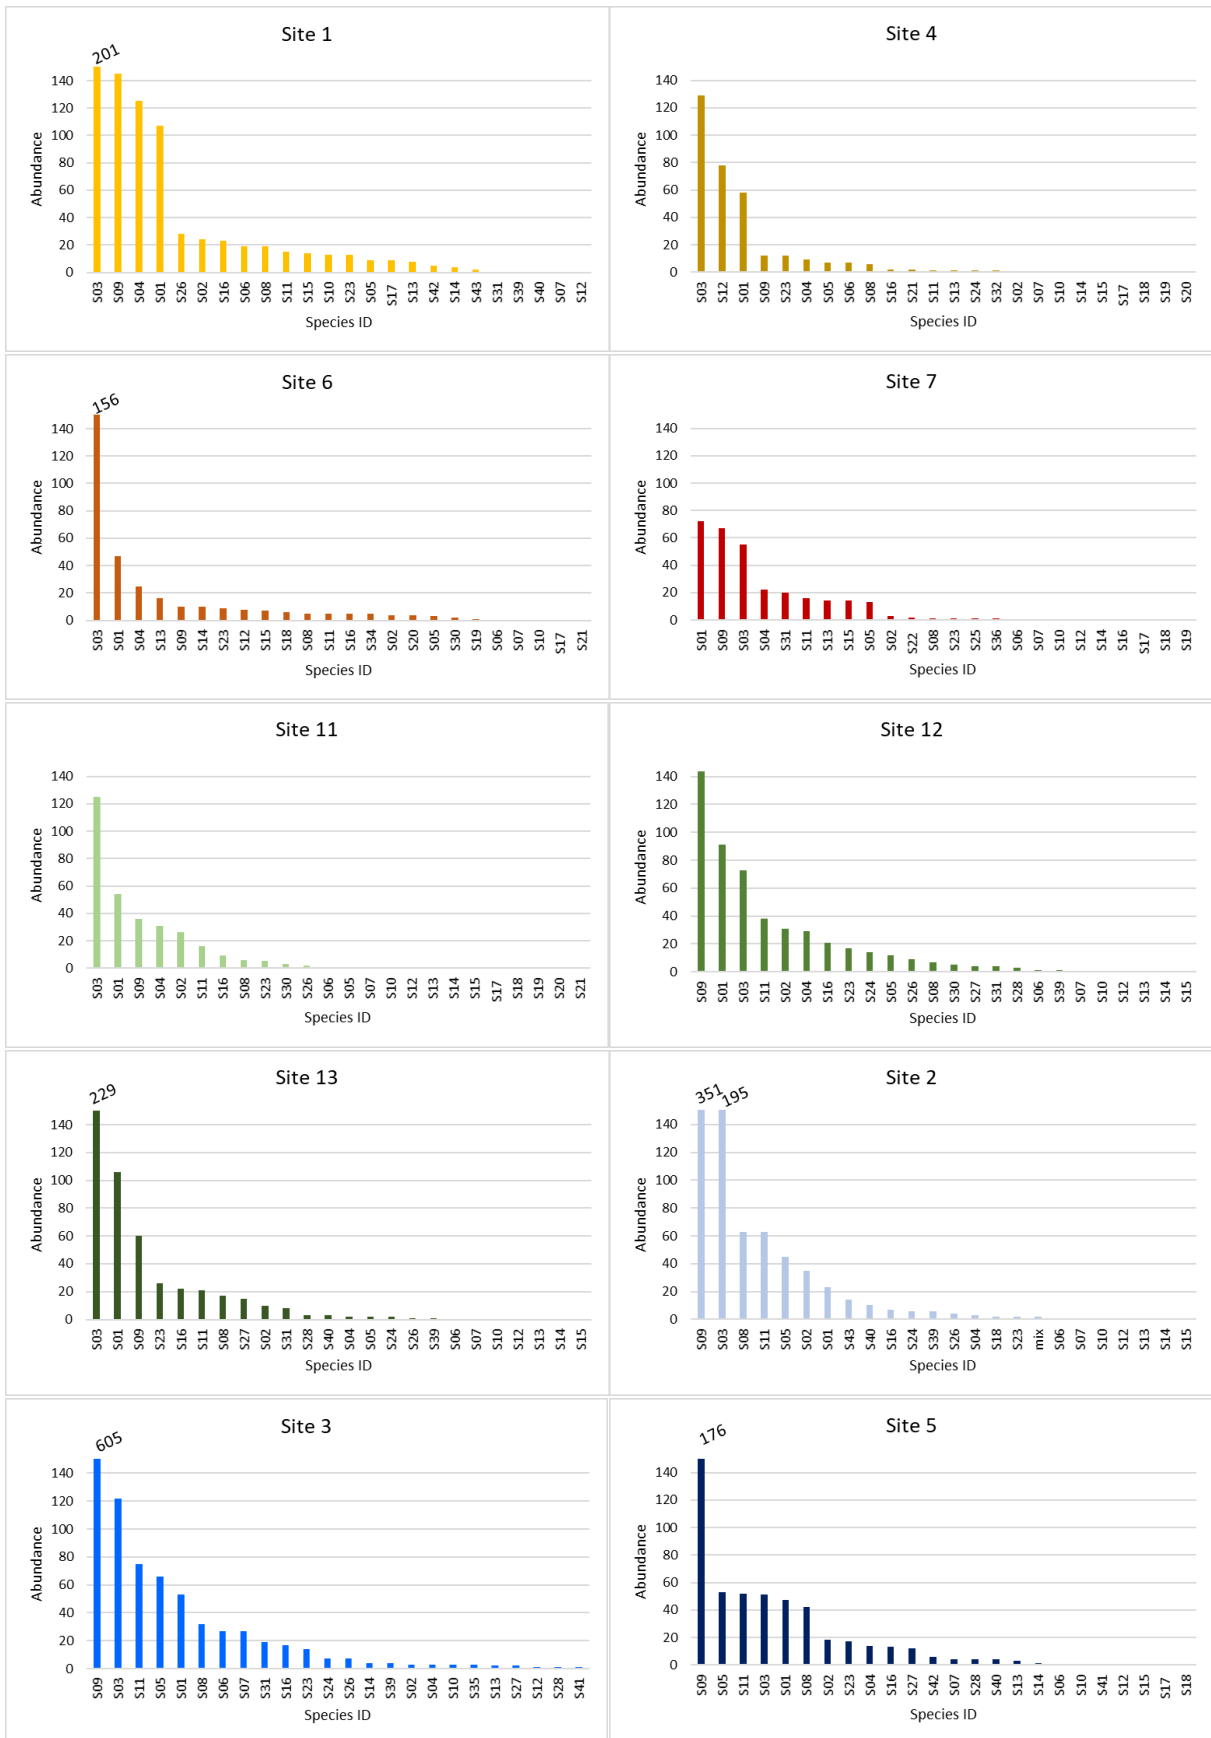 Site 1
201
140
120
100
80
60
40
20
0
Abundance
S03 S09 S04 S01 S26 S02 S16 S06 S08 S11 S15 S10 S23 S05 S17 S13 S42 S14 S43 S31 S39 S40 S07 S12
Species ID
Site 4
140
120
100
80
60
40
20
0
Abundance
S03 S12 S01 S09 S23 S04 S05 S06 S08 S16 S21 S11 S13 S24 S32 S02 S07 S10 S14 S15 S17 S18 S19 S20
Species ID
Site 6
156
140
120
100
80
60
40
20
0
Abundance
S03 S01 S04 S13 S09 S14 S23 S12 S15 S18 S08 S11 S16 S34 S02 S20 S05 S30 S19 S06 S07 S10 S17 S21
Species ID
Site 7
140
120
100
80
60
40
20
0
Abundance
S01 S09 S03 S04 S31 S11 S13 S15 S05 S02 S22 S08 S23 S25 S36 S06 S07 S10 S12 S14 S16 S17 S18 S19
Species ID
Site 11
140
120
100
80
60
40
20
0
Abundance
S03 S01 S09 S04 S02 S11 S16 S08 S23 S30 S26 S06 S05 S07 S10 S12 S13 S14 S15 S17 S18 S19 S20 S21
Species ID
Site 12
140
120
100
80
60
40
20
0
Abundance
S09 S01 S03 S11 S02 S04 S16 S23 S24 S05 S26 S08 S30 S27 S31 S28 S06 S39 S07 S10 S12 S13 S14 S15
Species ID
Site 13
229
140
120
100
80
60
40
20
0
Abundance
S03 S01 S09 S23 S16 S11 S08 S27 S02 S31 S28 S40 S04 S05 S24 S26 S39 S06 S07 S10 S12 S13 S14 S15
Species ID
Site 2
351 195
140
120
100
80
60
40
20
0
Abundance
S09 S03 S08 S11 S05 S02 S01 S43 S40 S16 S24 S39 S26 S04 S18 S23 mix S06 S07 S10 S12 S13 S14 S15
Species ID
Site 3
605
140
120
100
80
60
40
20
0
Abundance
S09 S03 S11 S05 S01 S08 S06 S07 S31 S16 S23 S24 S26 S14 S39 S02 S04 S10 S35 S13 S27 S12 S28 S41
Species ID
Site 5
176
140
120
100
80
60
40
20
0
Abundance
S09 S05 S11 S03 S01 S08 S02 S23 S04 S16 S27 S42 S07 S28 S40 S13 S14 S06 S10 S41 S12 S15 S17 S18
Species ID